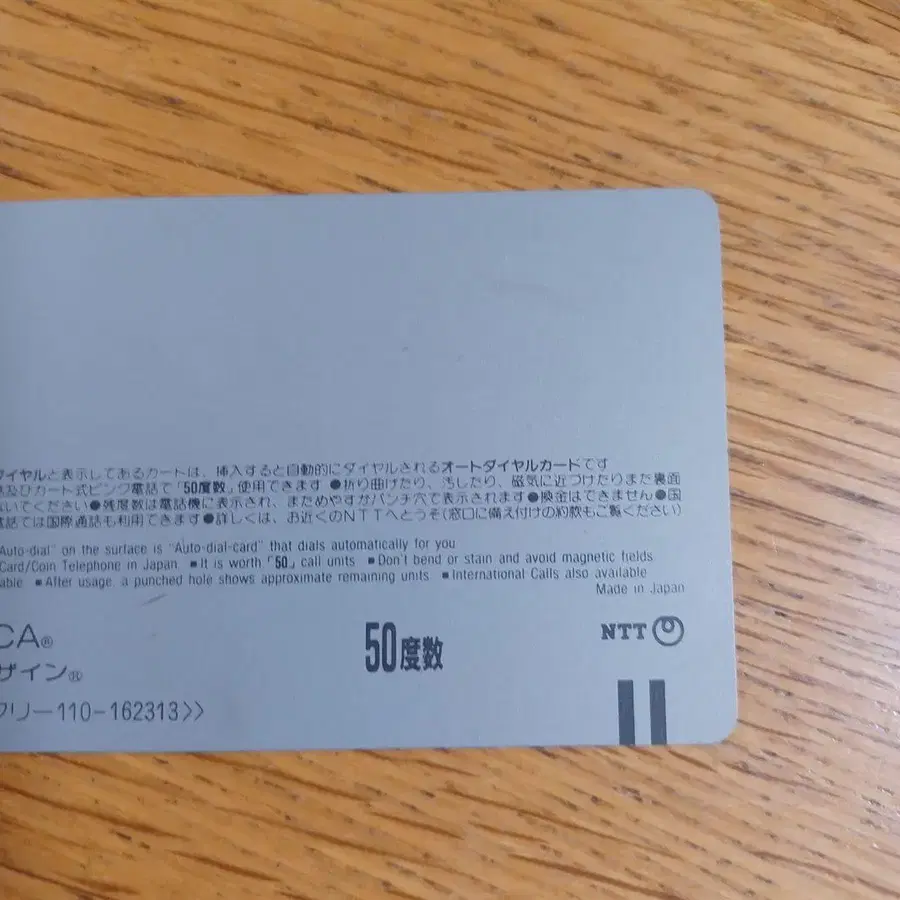 ダイヤルと表示してあるカートは、挿入すると自動的にダイヤルされるオートダイヤルカードです
及びカート式ピンク電話で「50度数」使用できます●折り曲げたり、汚したり、磁気に近づけたりまた裏面
ないでください●残度数は電話機に表示され、まためやすがパンチ穴で表示されます●換金はできません●国
電話では国際通話も利用できます●詳しくは、お近くのNTTへどうぞ(窓口に備え付けの約款もご覧ください)
Auto-dial" on the surface is "Auto-dial-card" that dials automatically for you
Card/Coin Telephone in Japan ■It is worth「50」call units ■Don't bend or stain and avoid magnetic fields
able ■After usage, a punched hole shows approximate remaining units ■International Calls also available
Made in Japan
CA®
ザイン®
50度数
NTT
フリー110-162313>>